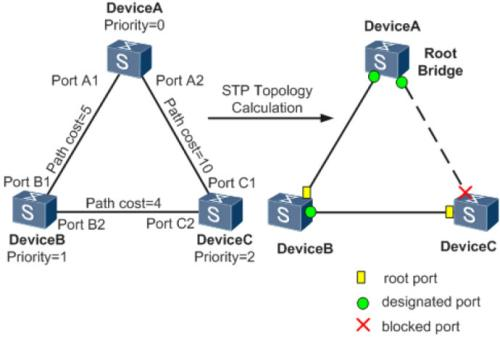 DeviceA
Priority=0
Port A1
Port A2
Path cost=5
Path cost=10
Port B1
Port C1
Path cost=4
Port B2
Port C2
DeviceB
Priority=1
DeviceC
Priority=2
S
S
S
STP Topology
Calculation
DeviceA
Root
Bridge
S
S
S
DeviceB
DeviceC
root port
designated port
blocked port